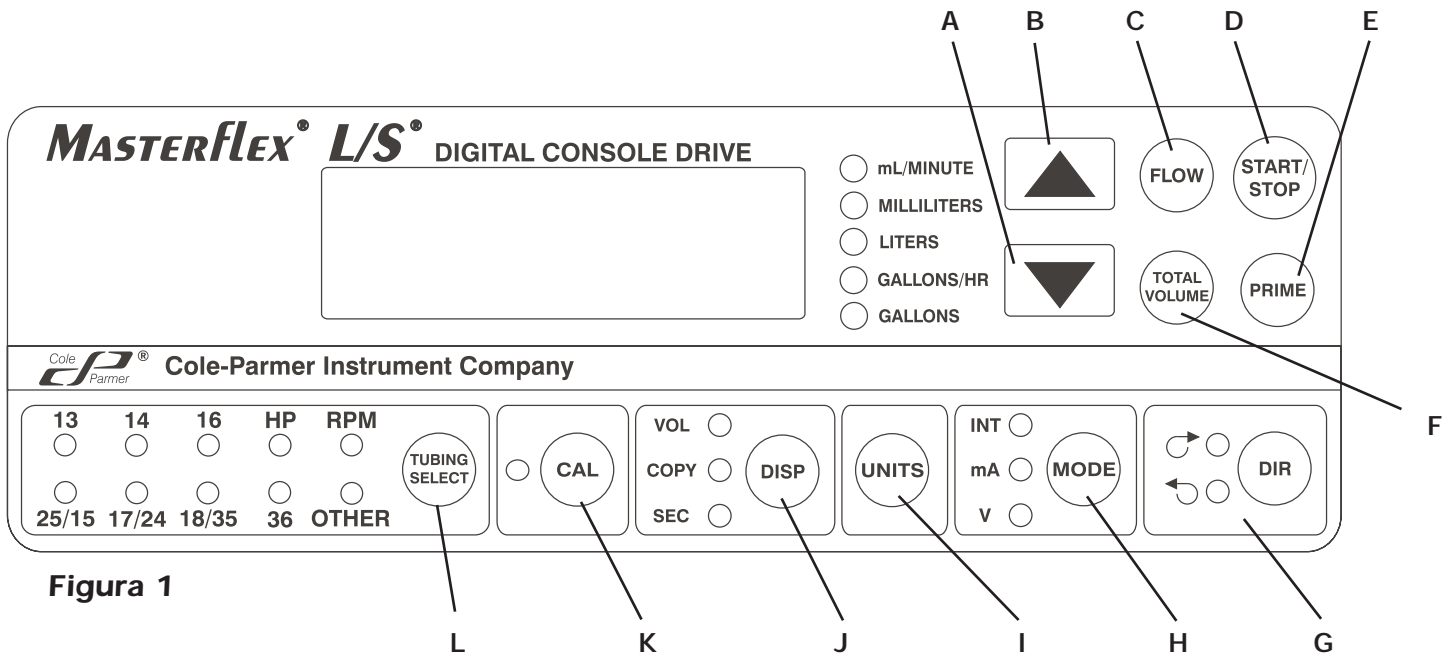 A B C D E
MASTERFLEX® L/S® DIGITAL CONSOLE DRIVE
mL/MINUTE
MILLILITERS
LITERS
GALLONS/HR
GALLONS
FLOW
START/
STOP
TOTAL
VOLUME
PRIME
Cole
Parmer
®
Cole-Parmer Instrument Company
F
13 14 16 HP RPM
25/15 17/24 18/35 36 OTHER
TUBING
SELECT
CAL
VOL
COPY
SEC
DISP
UNITS
INT
mA
V
MODE
DIR
Figura 1
L K J I H G